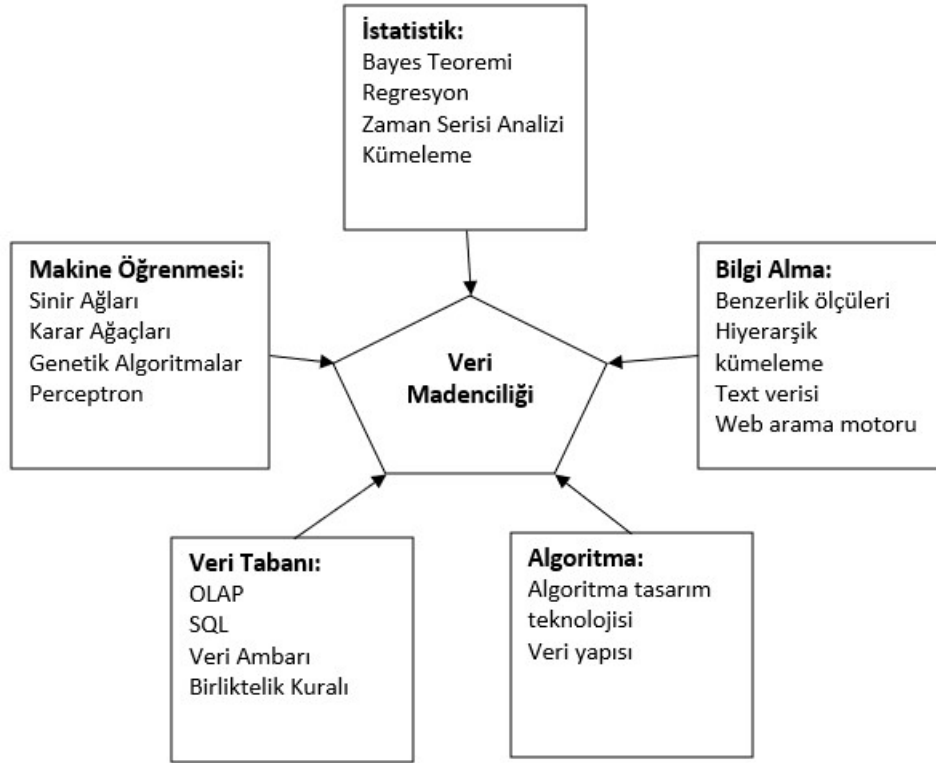 İstatistik:
Bayes Teoremi
Regresyon
Zaman Serisi Analizi
Kümeleme
Makine Öğrenmesi:
Sinir Ağları
Karar Ağaçları
Genetik Algoritmalar
Perceptron
Veri
Madenciliği
Bilgi Alma:
Benzerlik ölçüleri
Hiyerarşik
kümeleme
Text verisi
Web arama motoru
Veri Tabanı:
OLAP
SQL
Veri Ambarı
Birliktelik Kuralı
Algoritma:
Algoritma tasarım
teknolojisi
Veri yapısı